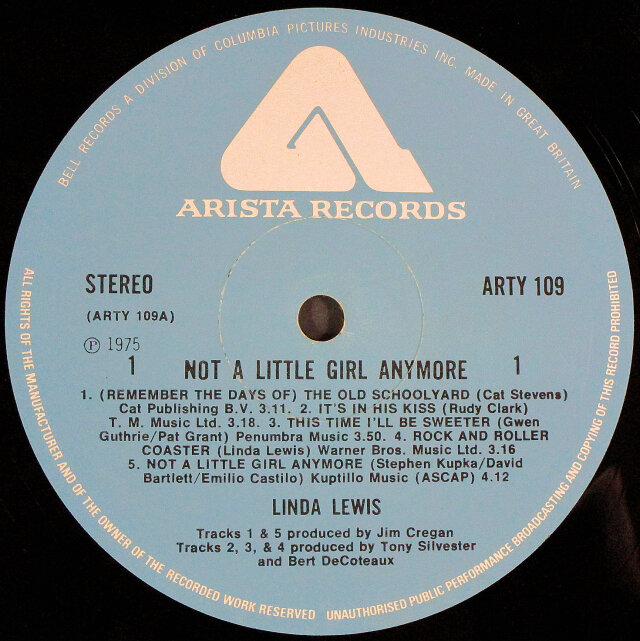 BELL RECORDS A DIVISION OF COLUMBIA PICTURES INDUSTRIES INC. MADE IN GREAT BRITAIN
ARISTA RECORDS
STEREO
ARTY 109
(ARTY 109A)
℗ 1975
1 NOT A LITTLE GIRL ANYMORE 1
1. (REMEMBER THE DAYS OF) THE OLD SCHOOLYARD (Cat Stevens)
Cat Publishing B.V. 3.11. 2. IT'S IN HIS KISS (Rudy Clark)
T. M. Music Ltd. 3.18. 3. THIS TIME I'LL BE SWEETER (Gwen
Guthrie/Pat Grant) Penumbra Music 3.50. 4. ROCK AND ROLLER
COASTER (Linda Lewis) Warner Bros. Music Ltd. 3.16
5. NOT A LITTLE GIRL ANYMORE (Stephen Kupka/David
Bartlett/Emilio Castilo) Kuptillo Music (ASCAP) 4.12
LINDA LEWIS
Tracks 1 & 5 produced by Jim Cregan
Tracks 2, 3, & 4 produced by Tony Silvester
and Bert DeCoteaux
ALL RIGHTS OF THE MANUFACTURER AND OF THE OWNER OF THE RECORDED WORK RESERVED UNAUTHORISED PUBLIC PERFORMANCE BROADCASTING AND COPYING OF THIS RECORD PROHIBITED